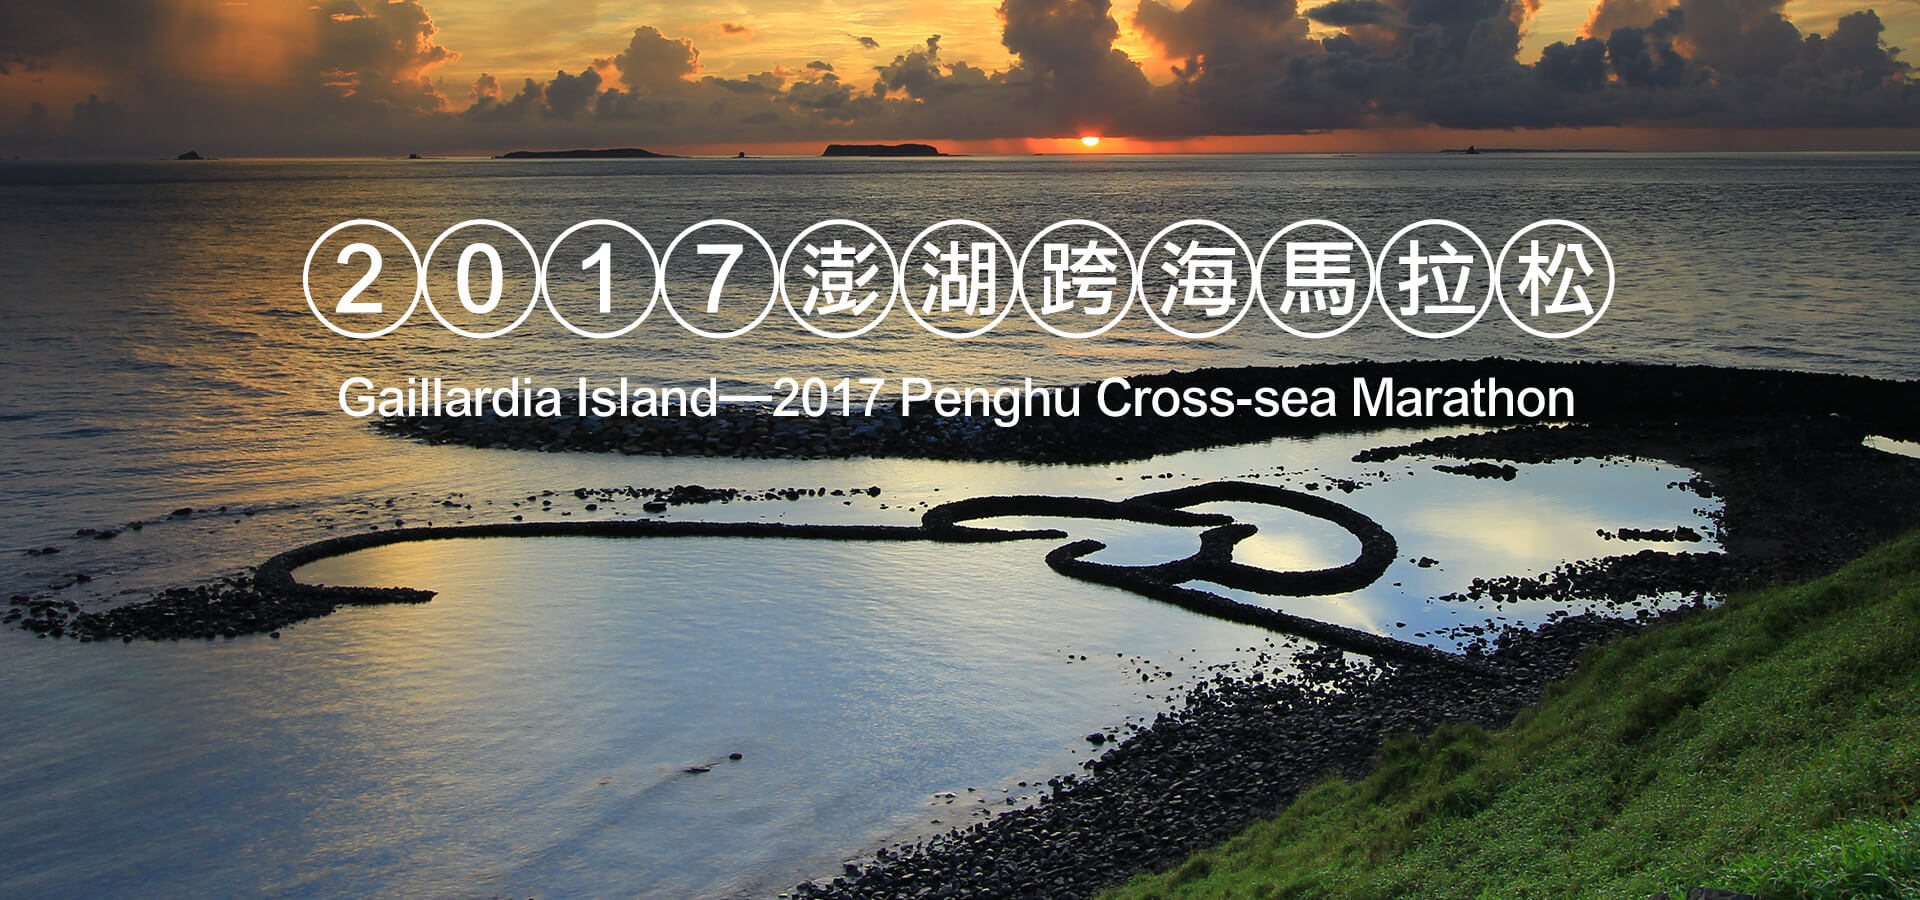 2017澎湖跨海馬拉松
Gaillardia Island—2017 Penghu Cross-sea Marathon